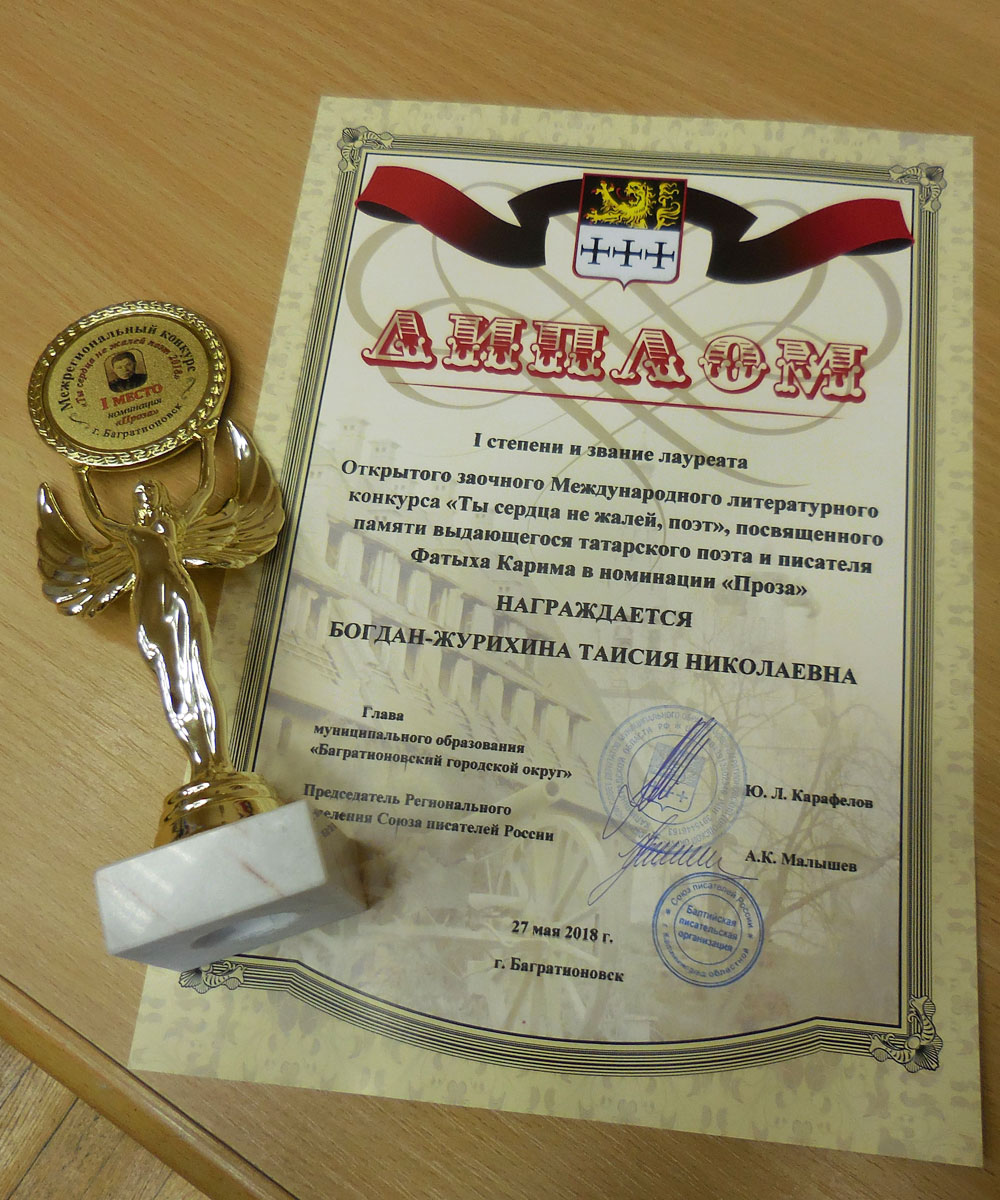 Межрегиональный конкурс
«Ты сердца не жалей поэт 2018»
I МЕСТО
номинация
«Проза»
г. Багратионовск
ДИПЛОМ
I степени и звание лауреата
Открытого заочного Международного литературного
конкурса «Ты сердца не жалей, поэт», посвященного
памяти выдающегося татарского поэта и писателя
Фатыха Карима в номинации «Проза»
НАГРАЖДАЕТСЯ
БОГДАН-ЖУРИХИНА ТАИСИЯ НИКОЛАЕВНА
Глава
муниципального образования
«Багратионовский городской округ»
Ю. Л. Карафелов
Председатель Регионального
еления Союза писателей России
А.К. Малышев
Союз писателей России
Балтийская
писательская
организация
27 мая 2018 г.
г. Багратионовск